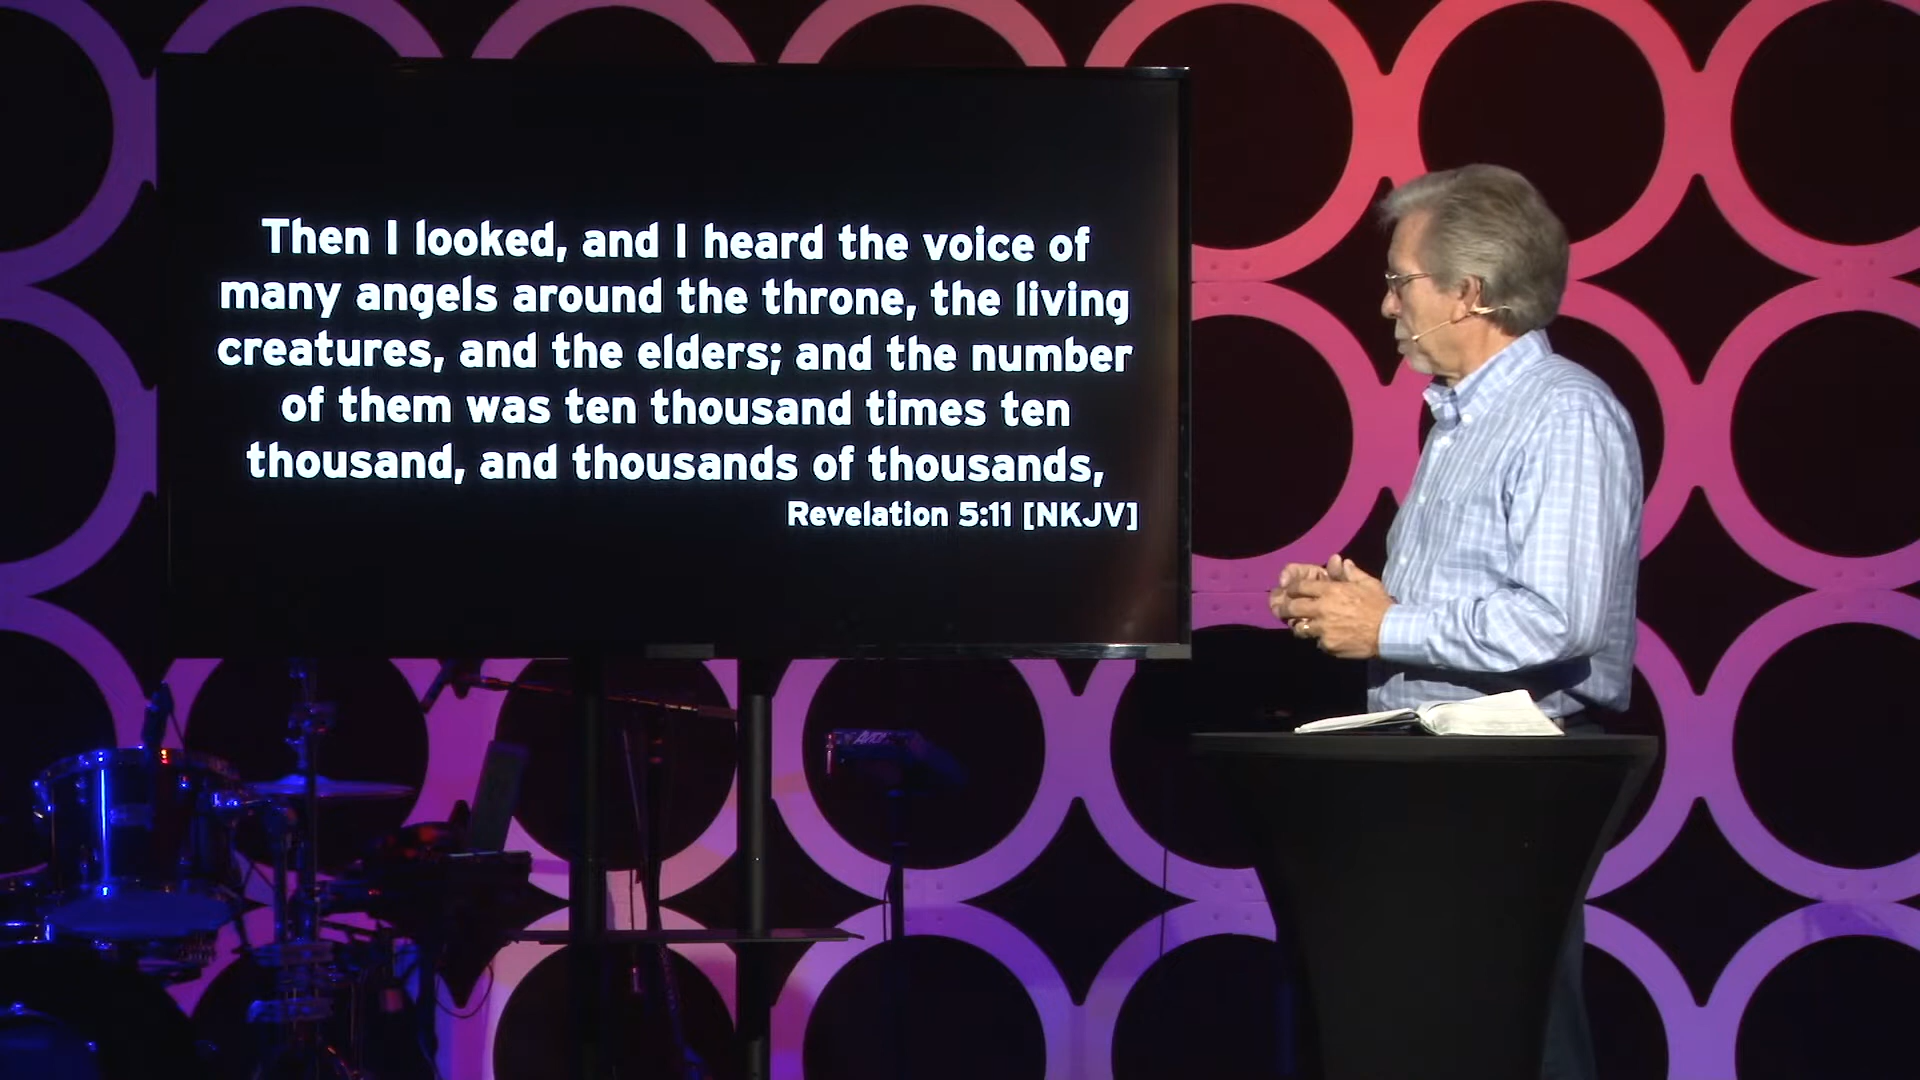 Then I looked, and I heard the voice of
many angels around the throne, the living
creatures, and the elders; and the number
of them was ten thousand times ten
thousand, and thousands of thousands,
Revelation 5:11 [NKJV]